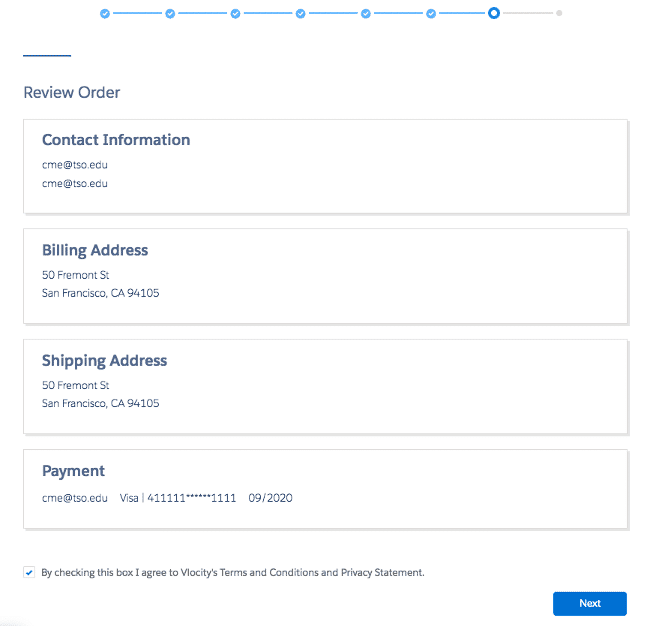 Review Order
Contact Information
cme@tso.edu
cme@tso.edu
Billing Address
50 Fremont St
San Francisco, CA 94105
Shipping Address
50 Fremont St
San Francisco, CA 94105
Payment
cme@tso.edu Visa | 411111******1111 09/2020
By checking this box I agree to Vlocity's Terms and Conditions and Privacy Statement.
Next